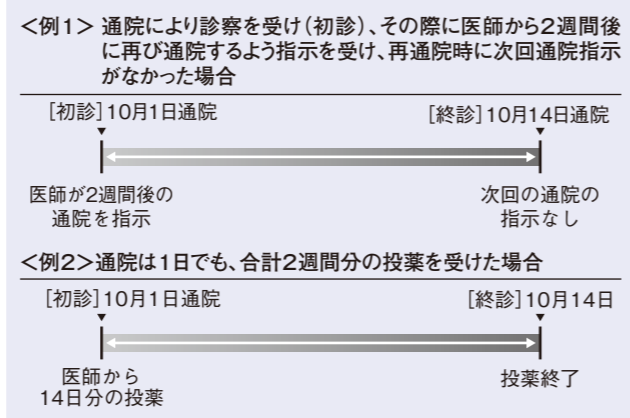 ＜例1＞ 通院により診察を受け（初診）、その際に医師から2週間後
に再び通院するよう指示を受け、再通院時に次回通院指示
がなかった場合
［初診］10月1日通院
［終診］10月14日通院
医師が2週間後の
通院を指示
次回の通院の
指示なし
＜例2＞通院は1日でも、合計2週間分の投薬を受けた場合
［初診］10月1日通院
［終診］10月14日
医師から
14日分の投薬
投薬終了